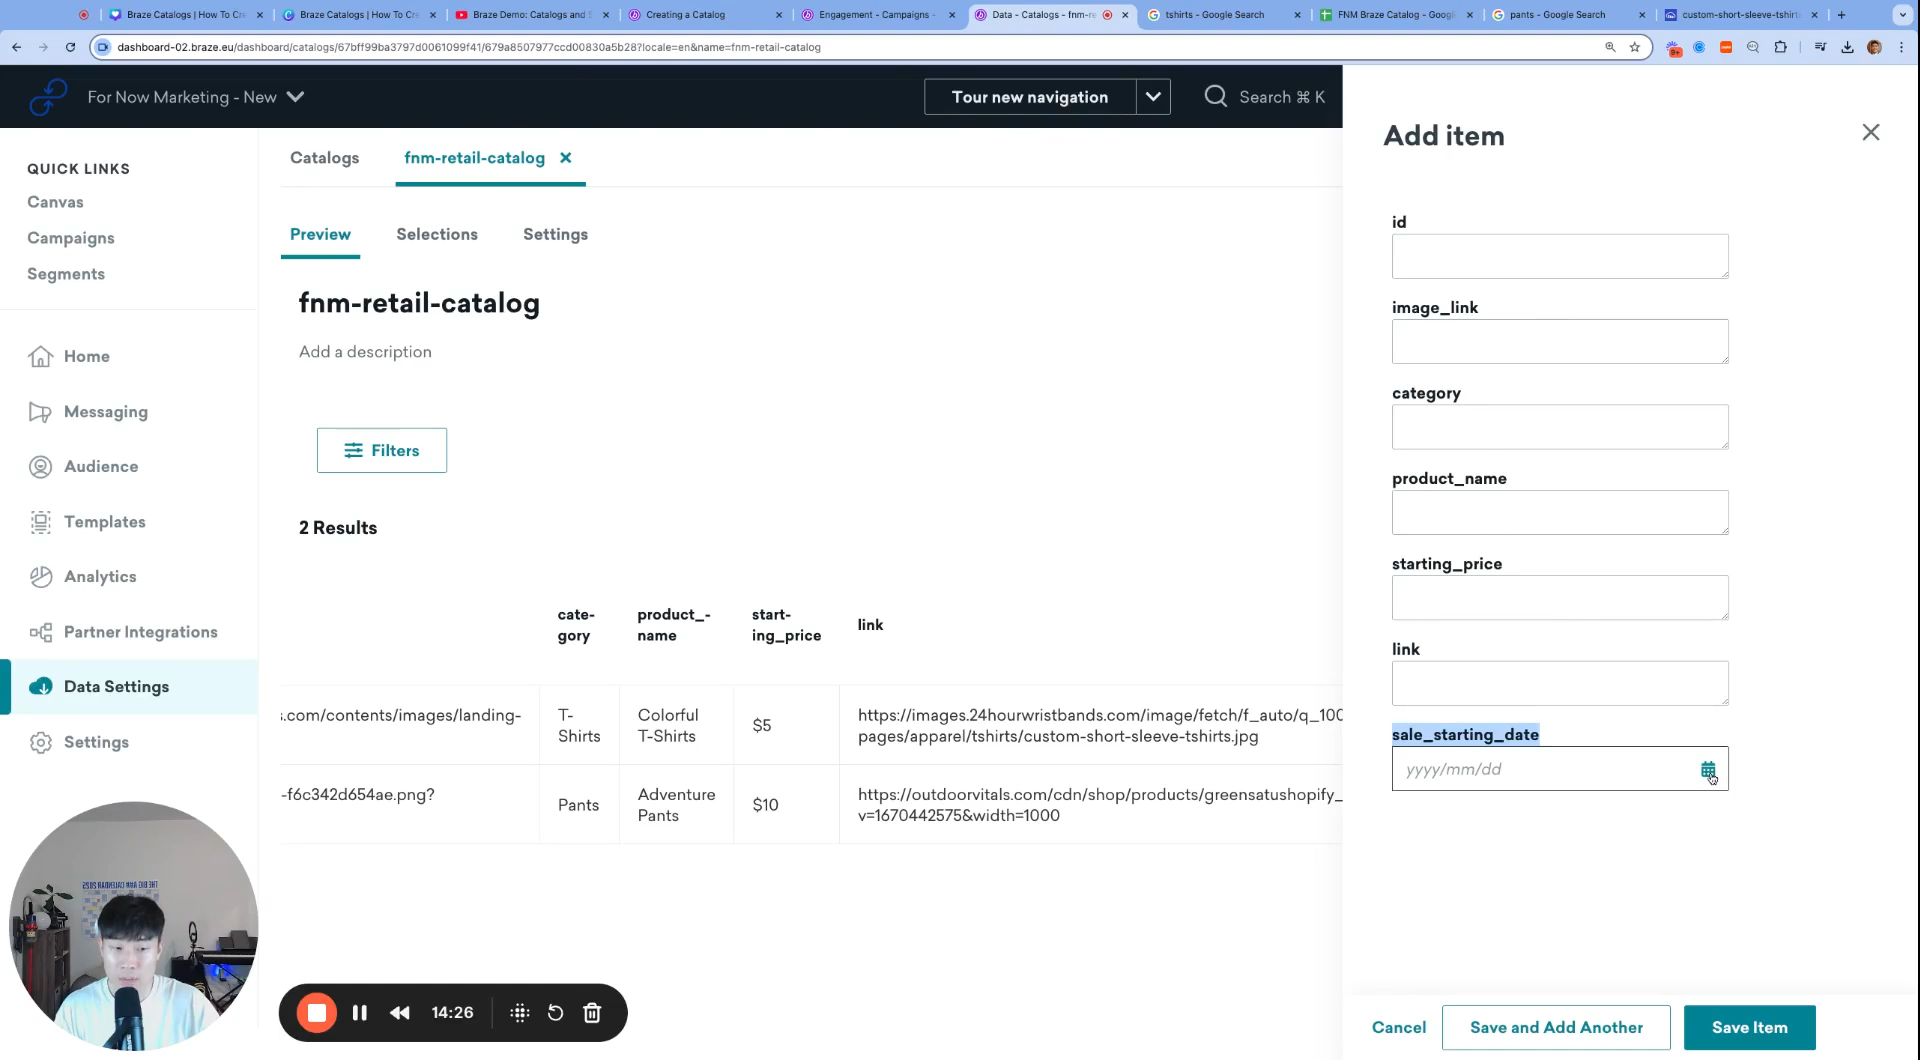 Braze Catalogs | How To Cre
Braze Catalogs | How To Cr
Braze Demo: Catalogs and S
Creating a Catalog
Engagement - Campaigns -
Data - Catalogs - fnm-re
tshirts - Google Search
FNM Braze Catalog - Goog
pants - Google Search
custom-short-sleeve-tshirt
dashboard-02.braze.eu/dashboard/catalogs/67bff99ba3797d0061099f41/679a8507977ccd00830a5b28?locale=en&name=fnm-retail-catalog
9+
For Now Marketing - New
Tour new navigation
Search ⌘ K
QUICK LINKS
Canvas
Campaigns
Segments
Home
Messaging
Audience
Templates
Analytics
Partner Integrations
Data Settings
Settings
Catalogs
fnm-retail-catalog
Preview
Selections
Settings
fnm-retail-catalog
Add a description
Filters
2 Results
cate-
gory
product_-
name
start-
ing_price
link
s.com/contents/images/landing-
T-
Shirts
Colorful
T-Shirts
$5
https://images.24hourwristbands.com/image/fetch/f_auto/q_100
pages/apparel/tshirts/custom-short-sleeve-tshirts.jpg
-f6c342d654ae.png?
Pants
Adventure
Pants
$10
https://outdoorvitals.com/cdn/shop/products/greensatushopify_
v=1670442575&width=1000
14:26
Add item
id
image_link
category
product_name
starting_price
link
sale_starting_date
yyyy/mm/dd
Cancel
Save and Add Another
Save Item